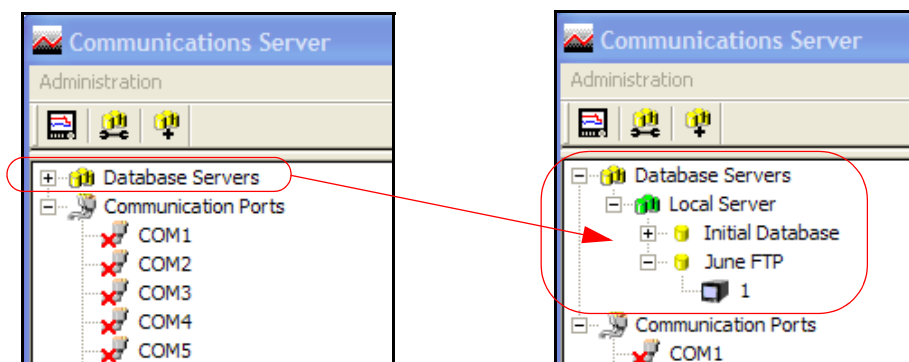 Communications Server
Administration
Database Servers
Communication Ports
COM1
COM2
COM3
COM4
COM5
Communications Server
Administration
Database Servers
Local Server
Initial Database
June FTP
1
Communication Ports
COM1